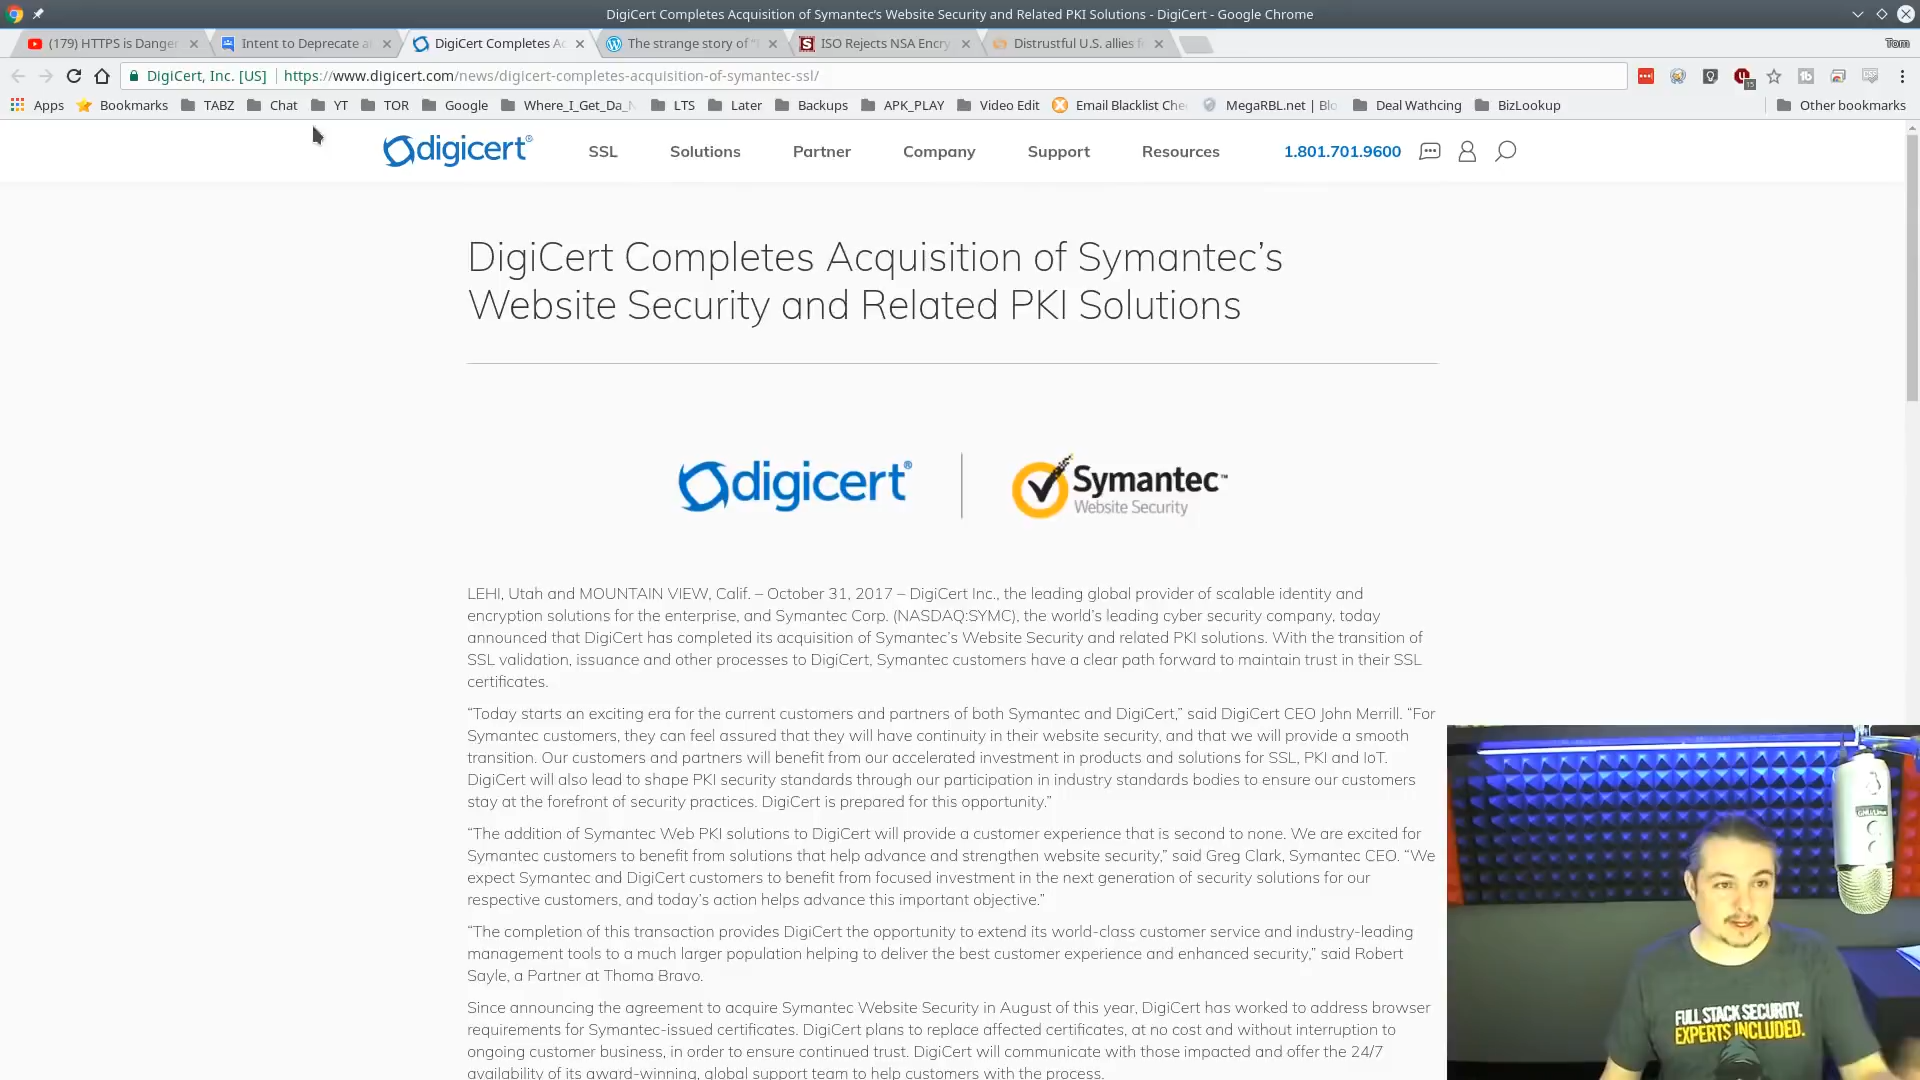 DigiCert Completes Acquisition of Symantec's Website Security and Related PKI Solutions - DigiCert - Google Chrome
(179) HTTPS is Danger
Intent to Deprecate a
DigiCert Completes Ac
The strange story of "
ISO Rejects NSA Encry
Distrustful U.S. allies f
Tom
DigiCert, Inc. [US]
https://www.digicert.com/news/digicert-completes-acquisition-of-symantec-ssl/
Apps
Bookmarks
TABZ
Chat
YT
TOR
Google
Where_I_Get_Da_N
LTS
Later
Backups
APK_PLAY
Video Edit
Email Blacklist Che
MegaRBL.net | Blo
Deal Wathcing
BizLookup
Other bookmarks
digicert®
SSL
Solutions
Partner
Company
Support
Resources
1.801.701.9600
DigiCert Completes Acquisition of Symantec’s
Website Security and Related PKI Solutions
digicert®
Symantec™
Website Security
LEHI, Utah and MOUNTAIN VIEW, Calif. – October 31, 2017 – DigiCert Inc., the leading global provider of scalable identity and
encryption solutions for the enterprise, and Symantec Corp. (NASDAQ:SYMC), the world’s leading cyber security company, today
announced that DigiCert has completed its acquisition of Symantec’s Website Security and related PKI solutions. With the transition of
SSL validation, issuance and other processes to DigiCert, Symantec customers have a clear path forward to maintain trust in their SSL
certificates.
“Today starts an exciting era for the current customers and partners of both Symantec and DigiCert,” said DigiCert CEO John Merrill. “For
Symantec customers, they can feel assured that they will have continuity in their website security, and that we will provide a smooth
transition. Our customers and partners will benefit from our accelerated investment in products and solutions for SSL, PKI and IoT.
DigiCert will also lead to shape PKI security standards through our participation in industry standards bodies to ensure our customers
stay at the forefront of security practices. DigiCert is prepared for this opportunity.”
“The addition of Symantec Web PKI solutions to DigiCert will provide a customer experience that is second to none. We are excited for
Symantec customers to benefit from solutions that help advance and strengthen website security,” said Greg Clark, Symantec CEO. “We
expect Symantec and DigiCert customers to benefit from focused investment in the next generation of security solutions for our
respective customers, and today’s action helps advance this important objective.”
“The completion of this transaction provides DigiCert the opportunity to extend its world-class customer service and industry-leading
management tools to a much larger population helping to deliver the best customer experience and enhanced security,” said Robert
Sayle, a Partner at Thoma Bravo.
Since announcing the agreement to acquire Symantec Website Security in August of this year, DigiCert has worked to address browser
requirements for Symantec-issued certificates. DigiCert plans to replace affected certificates, at no cost and without interruption to
ongoing customer business, in order to ensure continued trust. DigiCert will communicate with those impacted and offer the 24/7
availability of its award-winning, global support team to help customers with the process.
FULL STACK SECURITY.
EXPERTS INCLUDED.